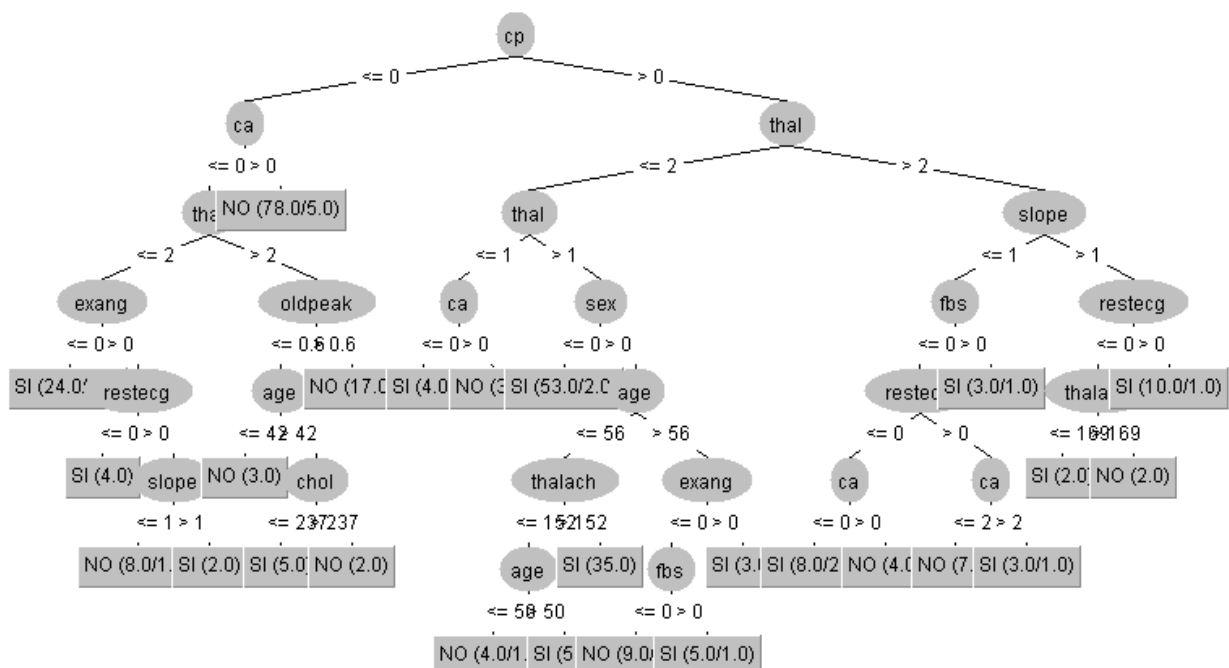 cp
<= 0 > 0
ca thal
<= 0 > 0 <= 2 > 2
NO (78.0/5.0) thal slope
<= 2 > 2 <= 1 > 1 <= 1 > 1
exang oldpeak ca sex fbs restecg
<= 0 > 0 <= 0.6 > 0.6 <= 0 > 0 <= 0 > 0 <= 0 > 0 <= 0 > 0
SI (24.0/ restecg age NO (17.0 SI (4.0 NO (3 SI (53.0/2.0 age restec SI (3.0/1.0) thala SI (10.0/1.0)
<= 0 > 0 <= 42 > 42 <= 56 > 56 <= 0 > 0 <= 169 > 169
SI (4.0) slope NO (3.0) chol thalach exang ca ca SI (2.0) NO (2.0)
<= 1 > 1 <= 237 > 237 <= 152 > 152 <= 0 > 0 <= 0 > 0 <= 2 > 2
NO (8.0/1. SI (2.0) SI (5.0 NO (2.0) age SI (35.0) fbs SI (3. SI (8.0/2 NO (4.0 NO (7. SI (3.0/1.0)
<= 50 > 50 <= 0 > 0
NO (4.0/1. SI (5 NO (9.0/ SI (5.0/1.0)